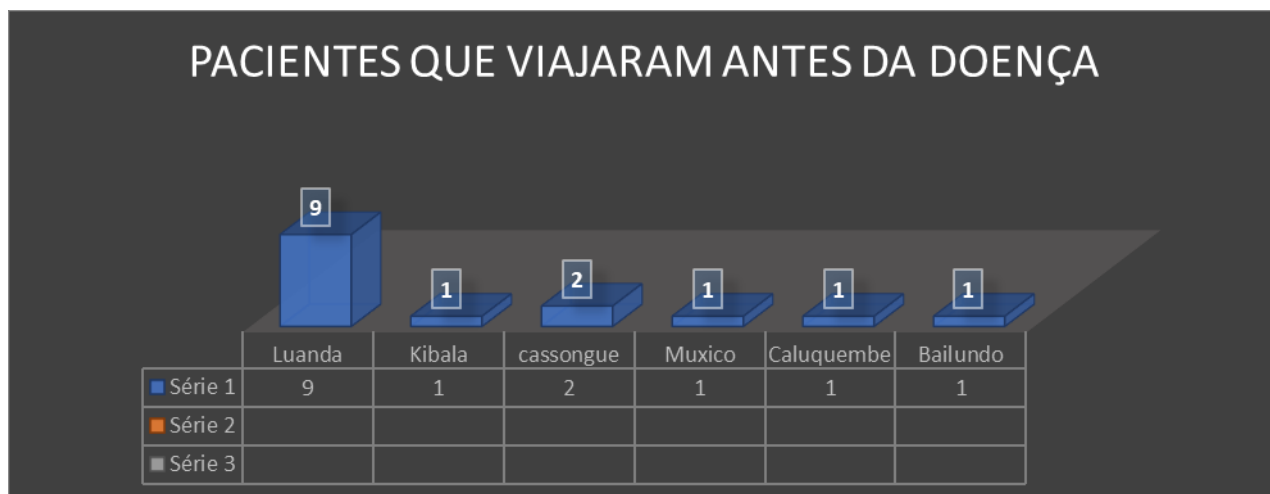 PACIENTES QUE VIAJARAM ANTES DA DOENÇA
9
1
2
1
1
1
Luanda Kibala cassongue Muxico Caluquembe Bailundo
Série 1 9 1 2 1 1 1
Série 2
Série 3